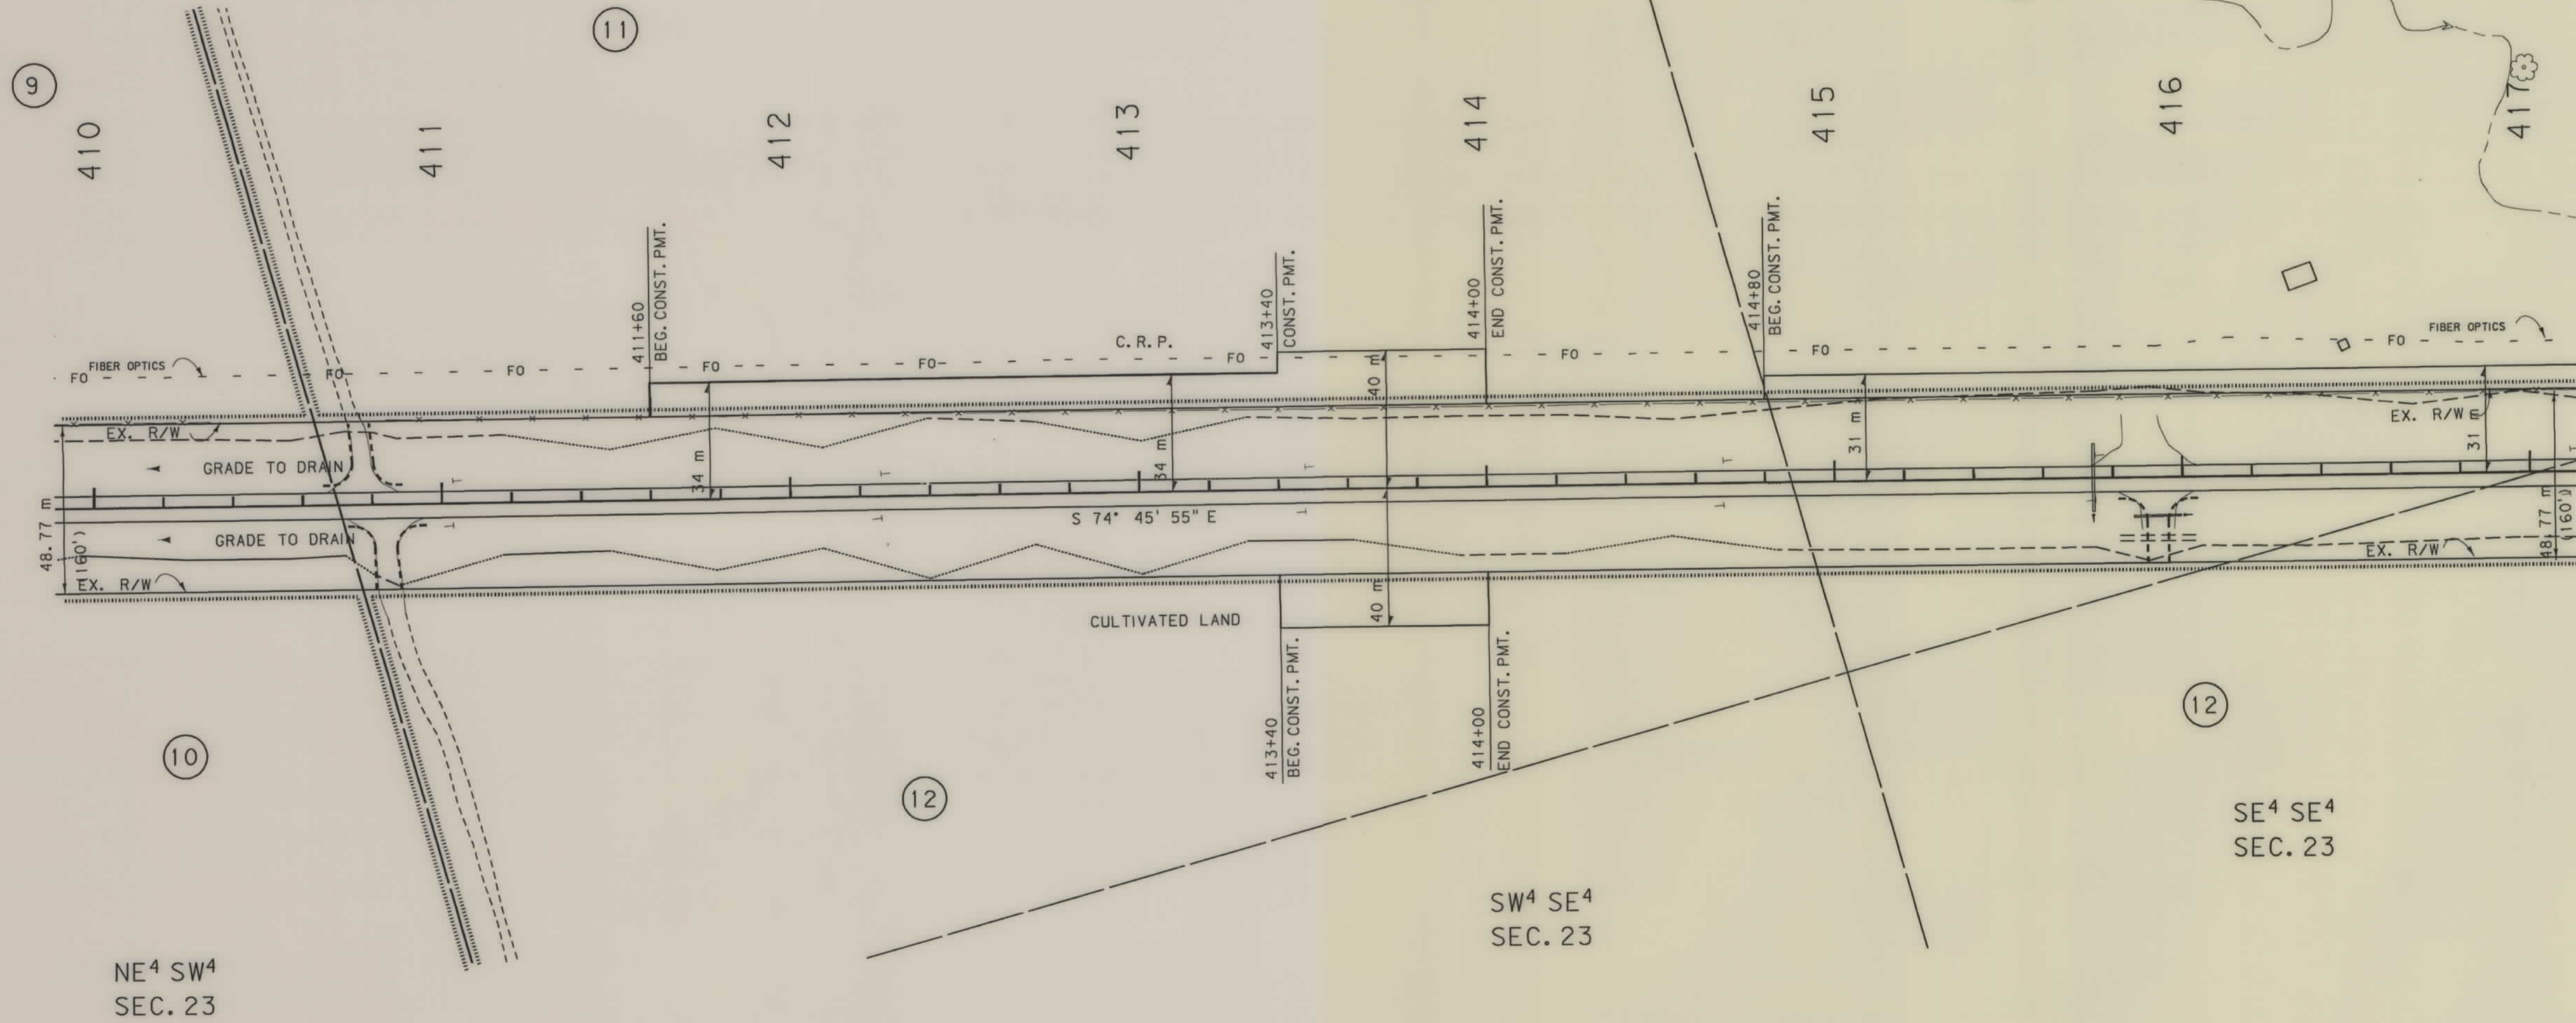 9
11
410
411
412
413
414
415
416
417
411+60
BEG. CONST. PMT.
413+40
CONST. PMT.
414+00
END CONST. PMT.
414+80
BEG. CONST. PMT.
C. R. P.
FIBER OPTICS
FO
FO
FO
FO
FO
FO
FO
FO
FO
FIBER OPTICS
EX. R/W
EX. R/W
GRADE TO DRAIN
34 m
34 m
40 m
31 m
31 m
T
T
T
T
T
T
T
T
T
T
T
S 74° 45' 55" E
48.77 m
(160')
GRADE TO DRAIN
EX. R/W
EX. R/W
48.77 m
(160')
40 m
CULTIVATED LAND
413+40
BEG. CONST. PMT.
414+00
END CONST. PMT.
10
12
12
SE⁴ SE⁴
SEC. 23
SW⁴ SE⁴
SEC. 23
NE⁴ SW⁴
SEC. 23